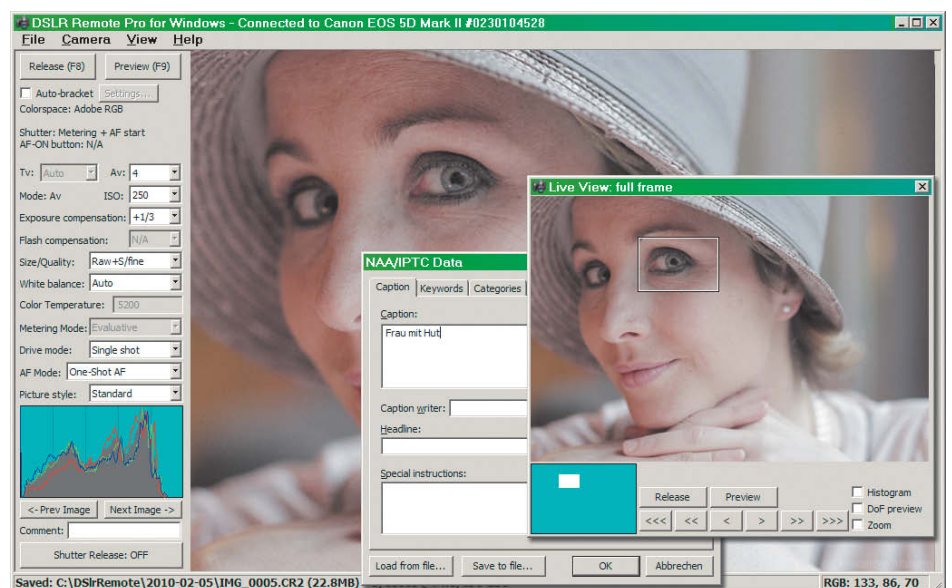 DSLR Remote Pro for Windows - Connected to Canon EOS 5D Mark II #0230104528
File Camera View Help
Release (F8) Preview (F9)
Auto-bracket Settings...
Colorspace: Adobe RGB
Shutter: Metering + AF start
AF-ON button: N/A
Tv: Auto Av: 4
Mode: Av ISO: 250
Exposure compensation: +1/3
Flash compensation: N/A
Size/Quality: Raw+S/fine
White balance: Auto
Color Temperature: 5200
Metering Mode: Evaluative
Drive mode: Single shot
AF Mode: One-Shot AF
Picture style: Standard
<- Prev Image Next Image ->
Comment:
Shutter Release: OFF
NAA/IPTC Data
Caption Keywords Categories
Caption:
Frau mit Hut
Caption writer:
Headline:
Special instructions:
Load from file... Save to file... OK Abbrechen
Live View: full frame
Release Preview
<<< << < > >> >>>
Histogram
DoF preview
Zoom
Saved: C:\DSlrRemote\2010-02-05\IMG_0005.CR2 (22.8MB)
RGB: 133, 86, 70